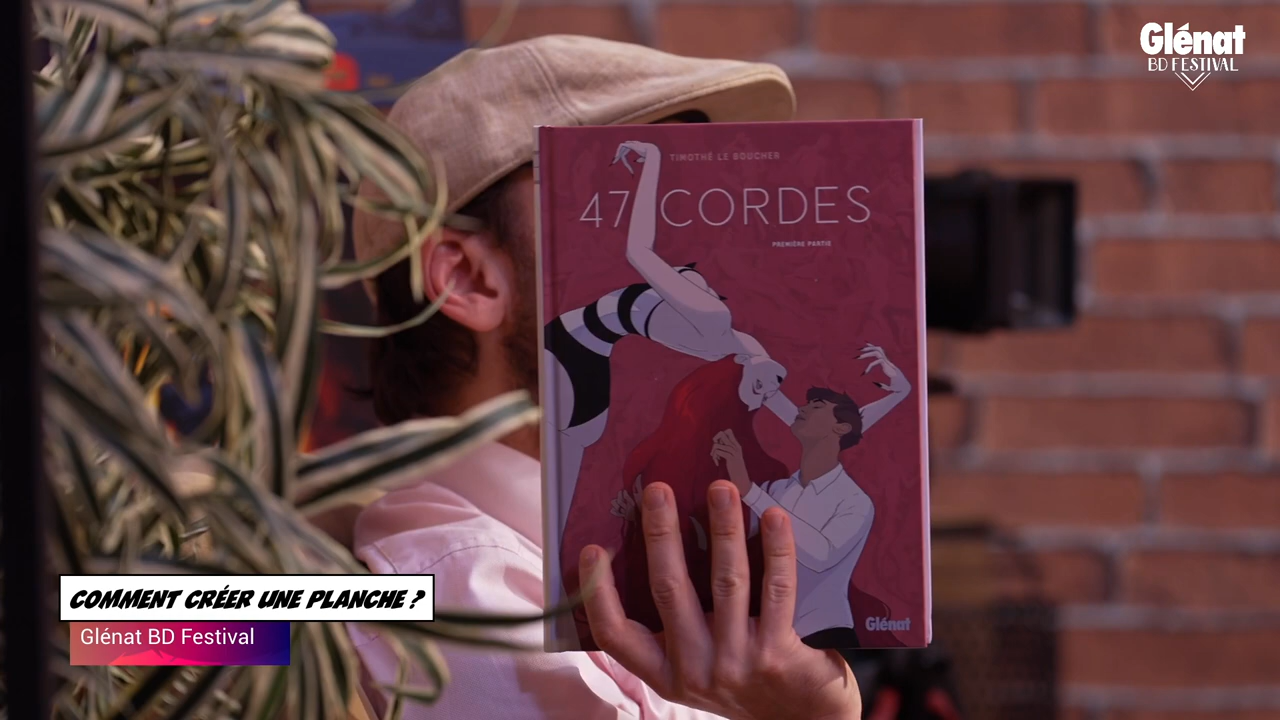 Glénat
BD FESTIVAL
TIMOTHÉ LE BOUCHER
47 CORDES
PREMIÈRE PARTIE
Glénat
COMMENT CRÉER UNE PLANCHE ?
Glénat BD Festival